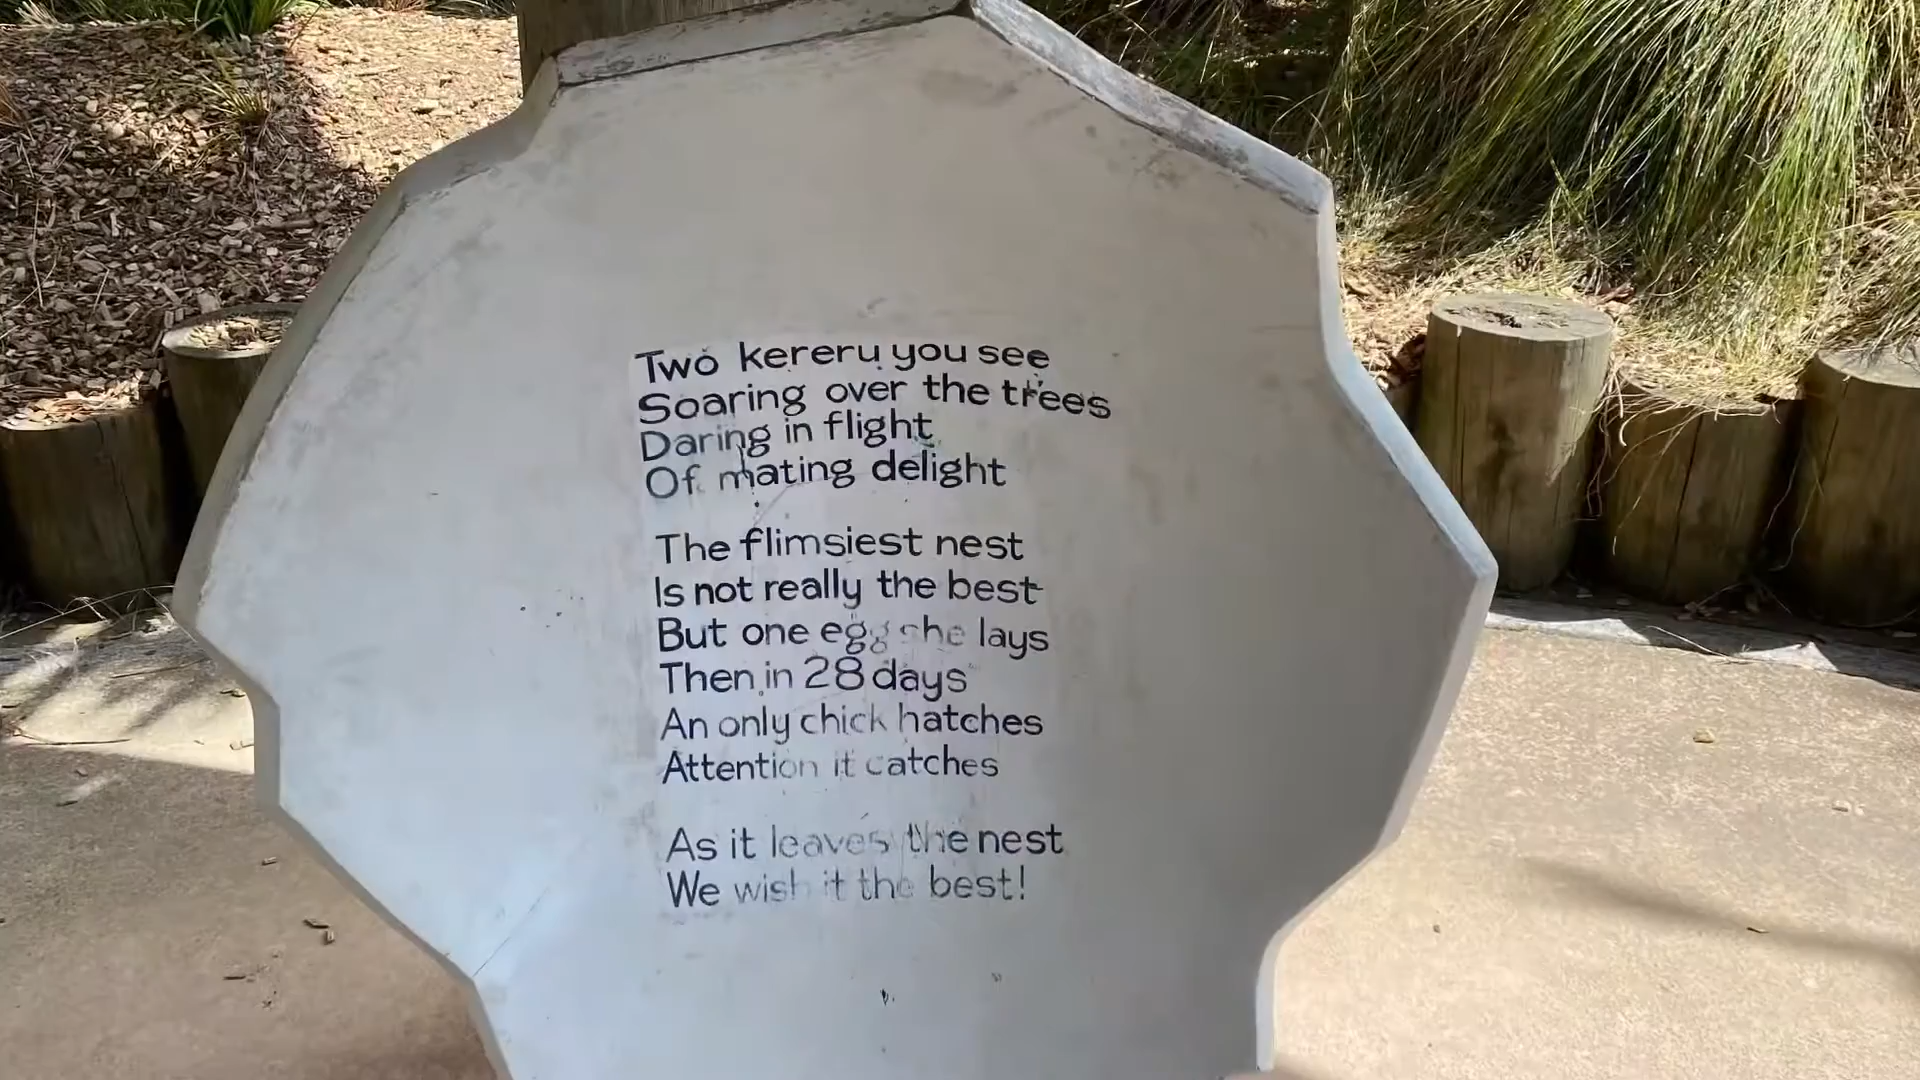 Two kereru you see
Soaring over the trees
Daring in flight
Of mating delight
The flimsiest nest
Is not really the best
But one egg she lays
Then in 28 days
An only chick hatches
Attention it catches
As it leaves the nest
We wish it the best!